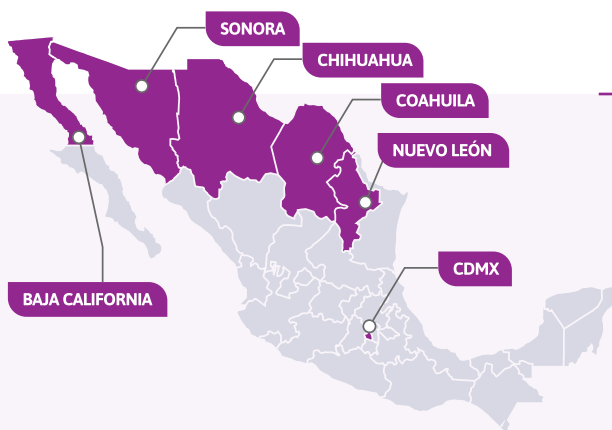 SONORA
CHIHUAHUA
COAHUILA
NUEVO LEÓN
CDMX
BAJA CALIFORNIA